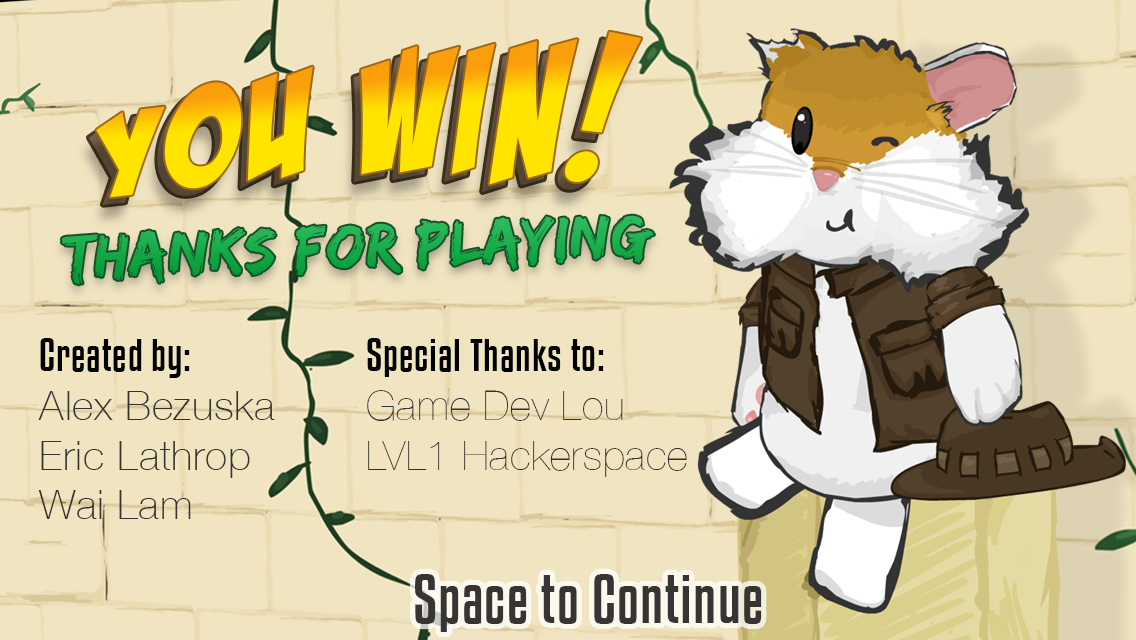 YOU WIN!
THANKS FOR PLAYING
Created by:
Alex Bezuska
Eric Lathrop
Wai Lam
Special Thanks to:
Game Dev Lou
LVL1 Hackerspace
Space to Continue